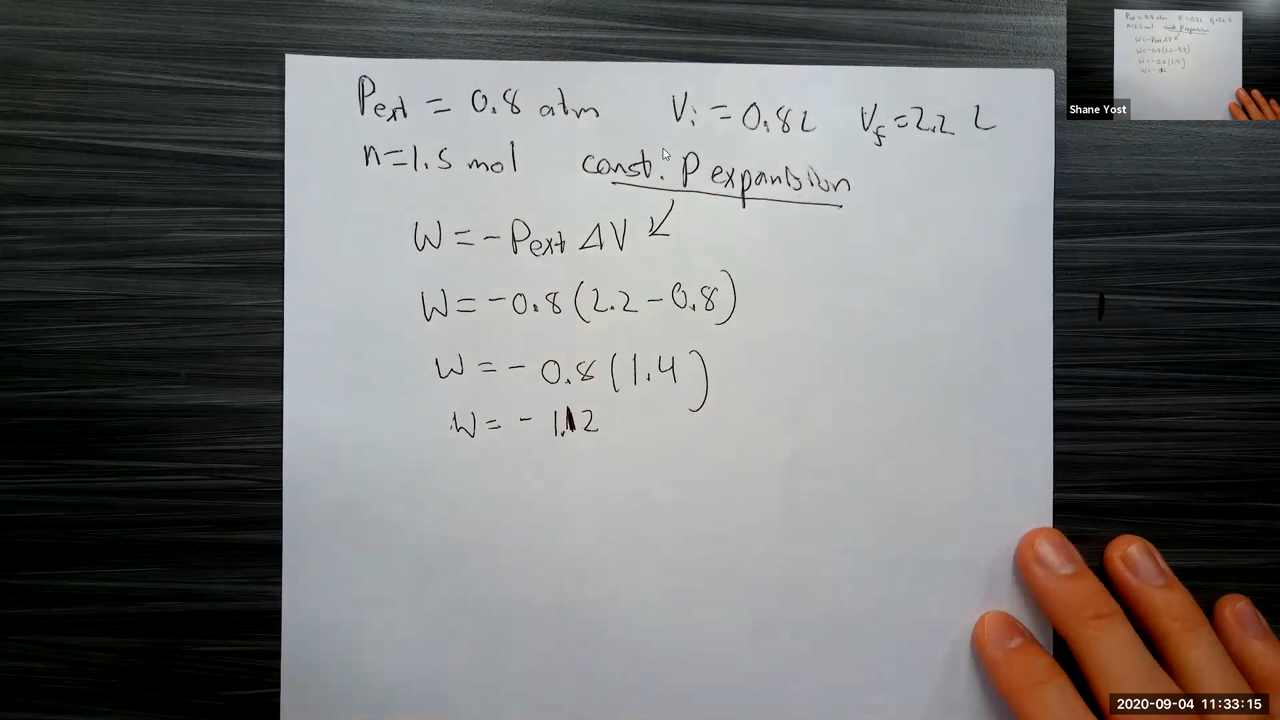 Pext = 0.8 atm Vi = 0.8L Vf = 2.2 L
n=1.5 mol const. P expansion
W = - Pext ΔV
W = -0.8(2.2-0.8)
W = - 0.8(1.4)
W = - 1.12
Shane Yost
2020-09-04 11:33:15